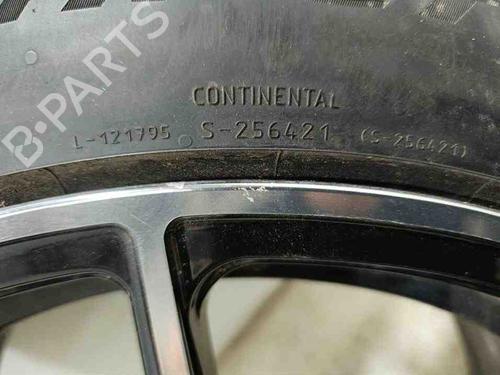 B-PARTS
CONTINENTAL
L-121795 S-256421 (S-256421)